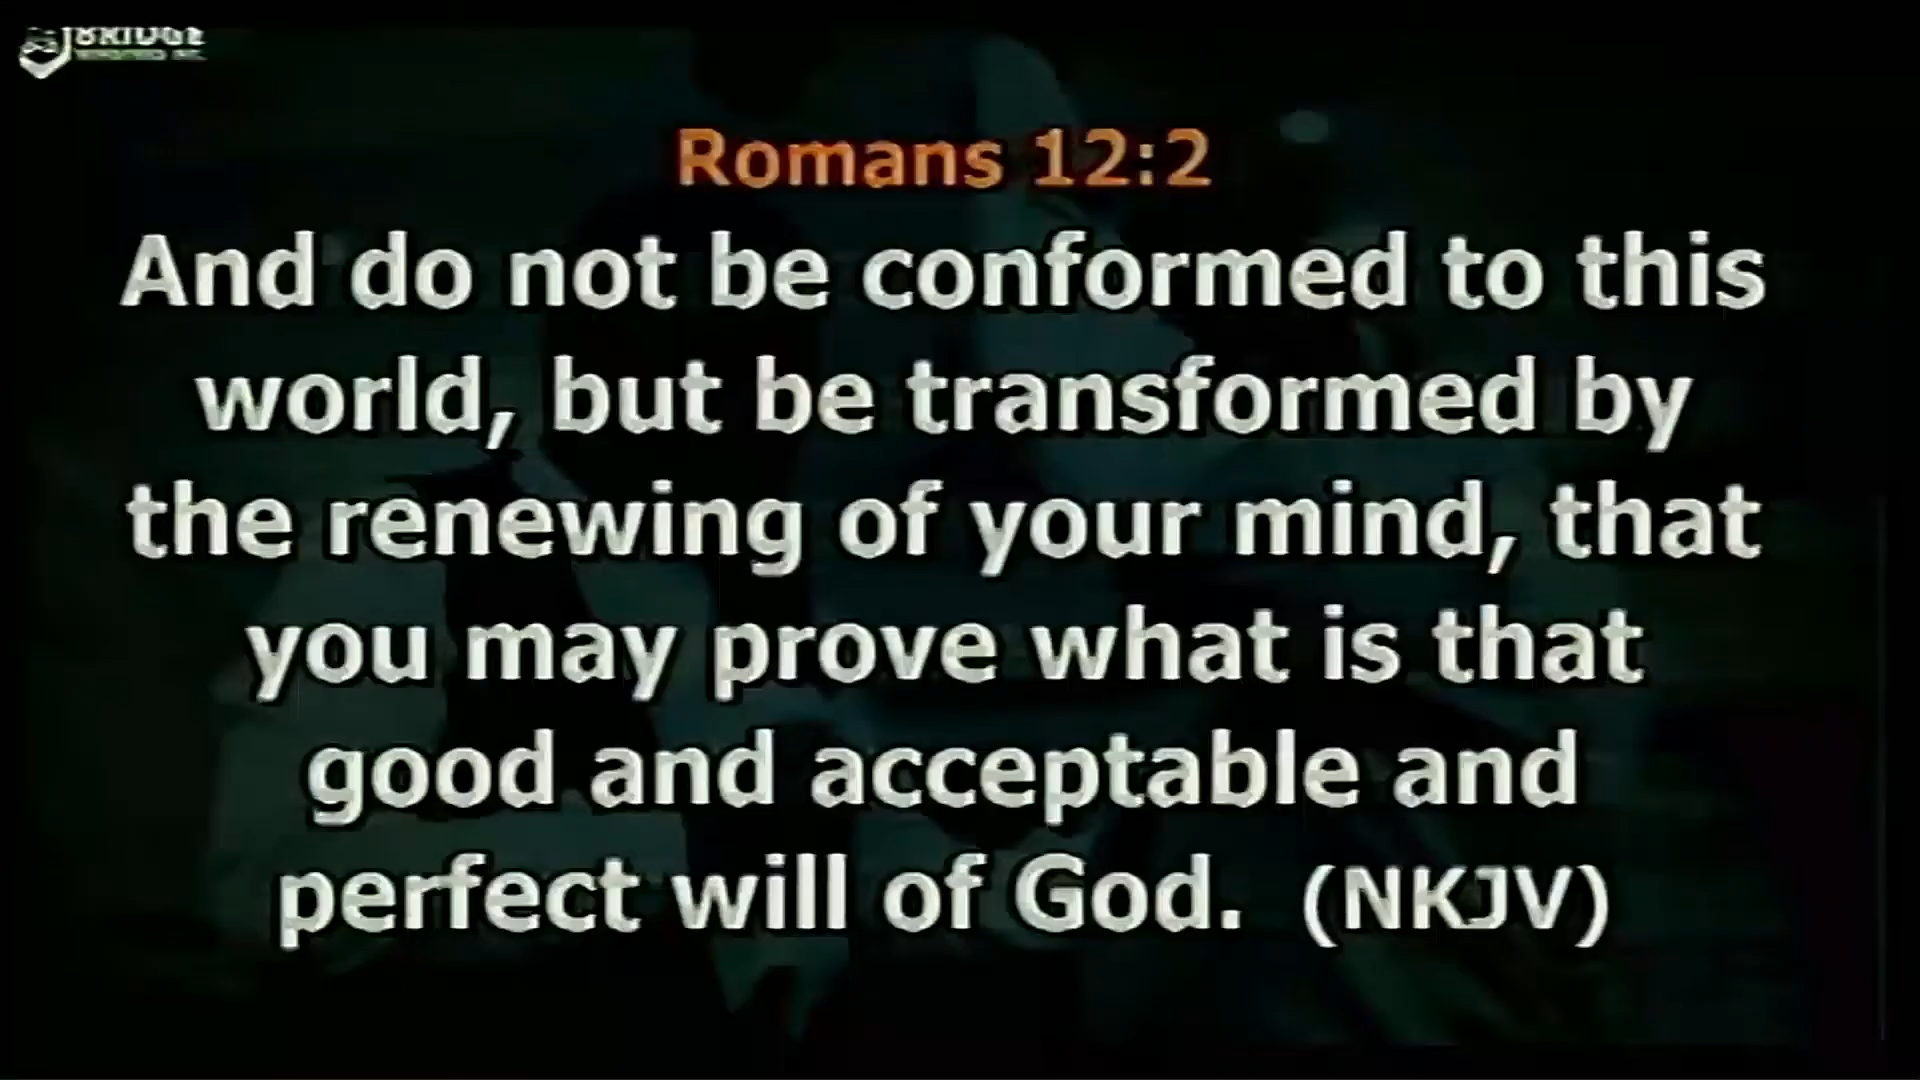 BRIDGE
Romans 12:2
And do not be conformed to this
world, but be transformed by
the renewing of your mind, that
you may prove what is that
good and acceptable and
perfect will of God. (NKJV)